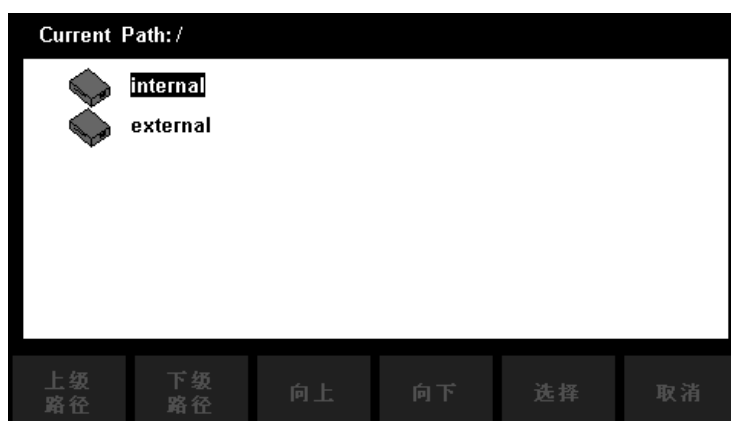 Current Path: /
internal
external
上级 下级 向上 向下 选择 取消
路径 路径